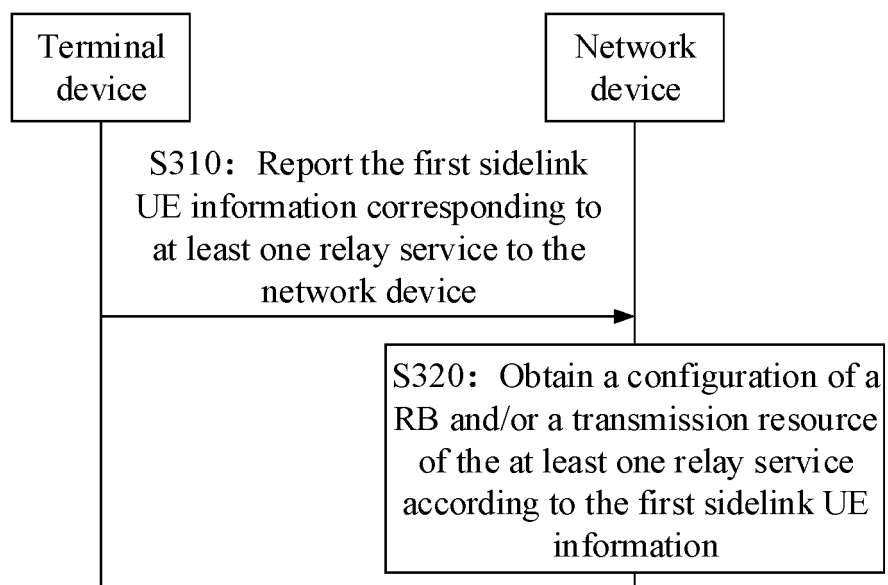 Terminal
device
Network
device
S310：Report the first sidelink
UE information corresponding to
at least one relay service to the
network device
S320：Obtain a configuration of a
RB and/or a transmission resource
of the at least one relay service
according to the first sidelink UE
information